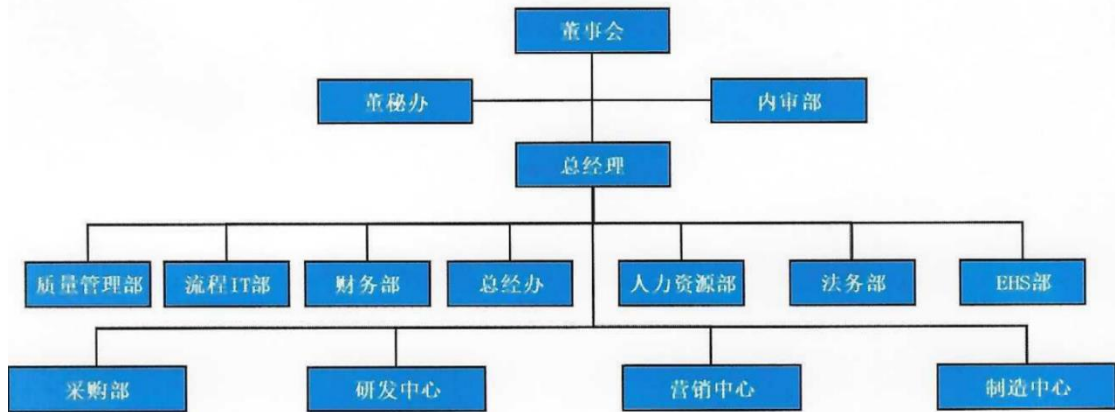 董事会
董秘办
内审部
总经理
质量管理部
流程IT部
财务部
总经办
人力资源部
法务部
EHS部
采购部
研发中心
营销中心
制造中心